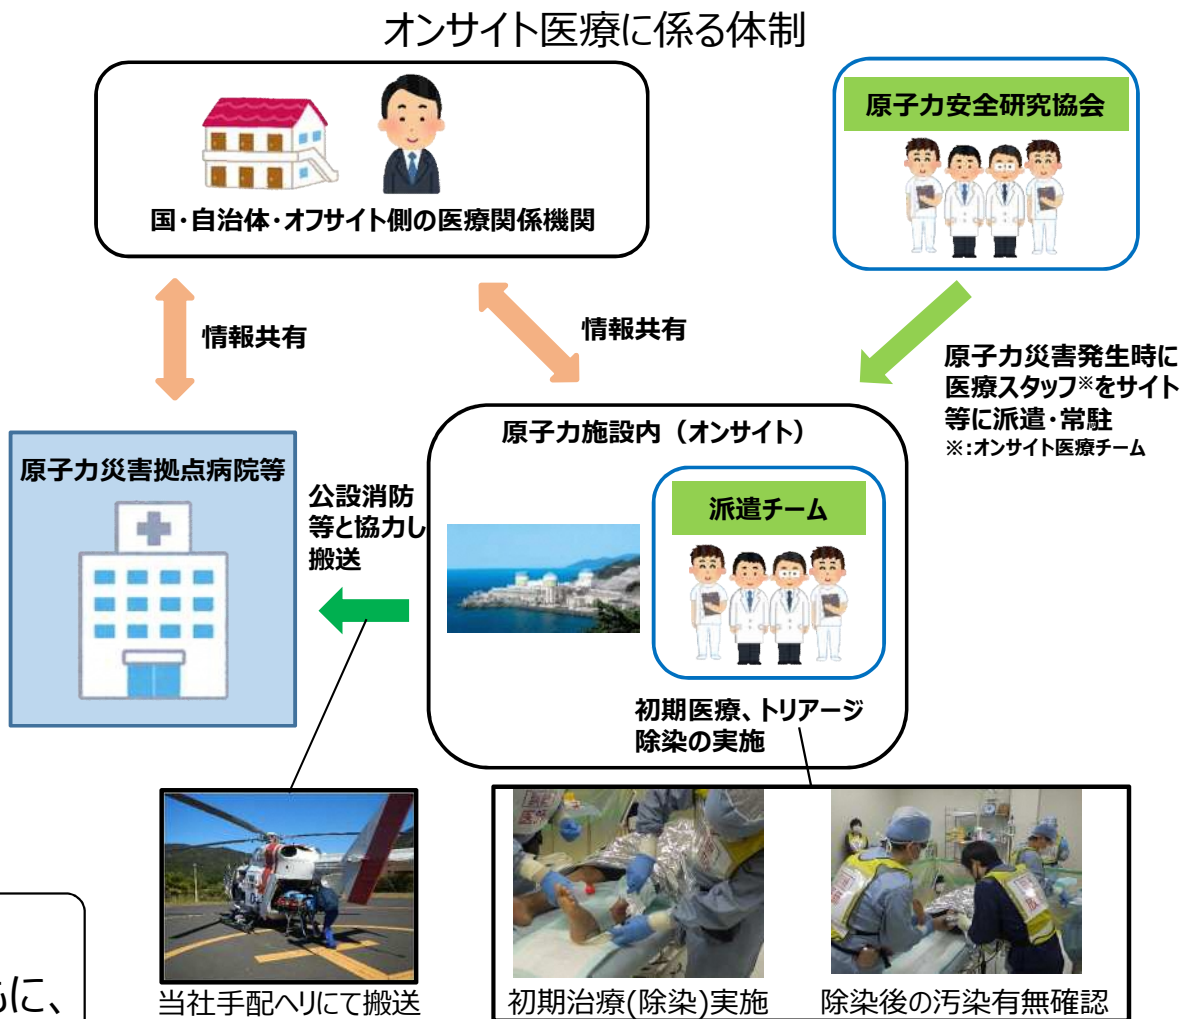 オンサイト医療に係る体制
国・自治体・オフサイト側の医療関係機関
原子力安全研究協会
情報共有
情報共有
原子力災害発生時に
医療スタッフ※をサイト
等に派遣・常駐
※:オンサイト医療チーム
原子力災害拠点病院等
公設消防
等と協力し
搬送
原子力施設内（オンサイト）
派遣チーム
初期医療、トリアージ
除染の実施
当社手配ヘリにて搬送
初期治療(除染)実施
除染後の汚染有無確認
に、